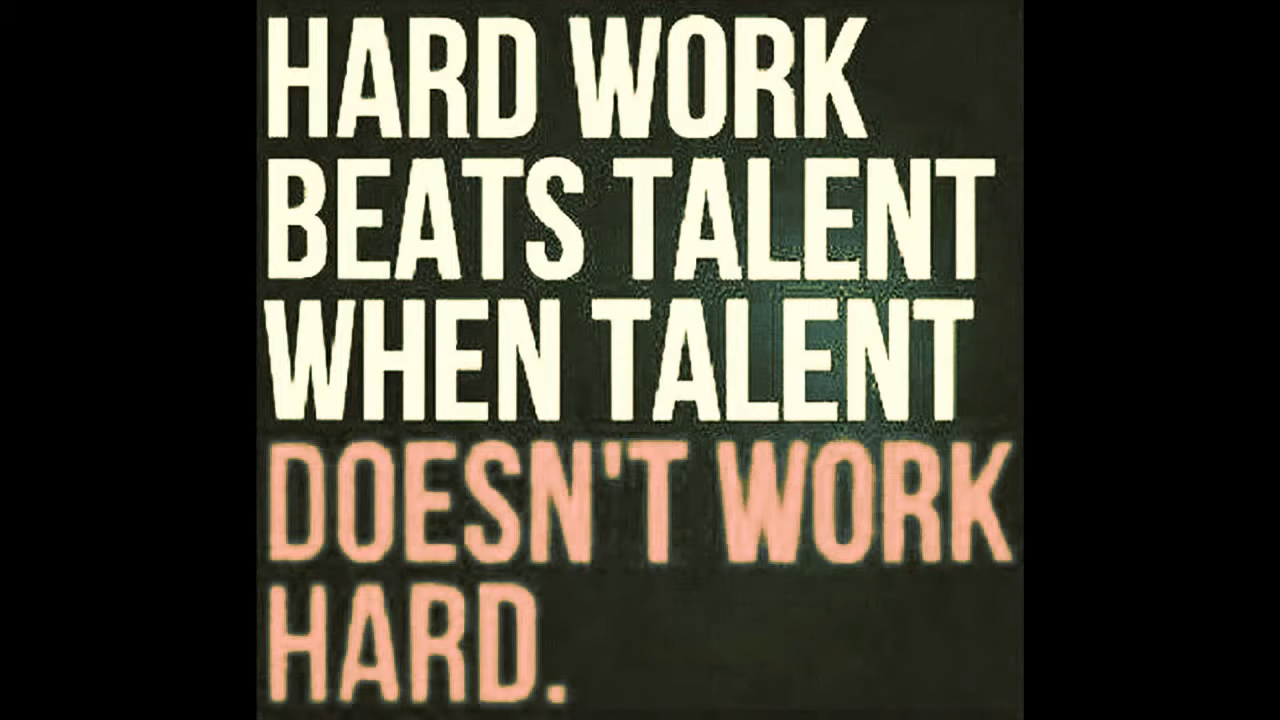 HARD WORK
BEATS TALENT
WHEN TALENT
DOESN'T WORK
HARD.